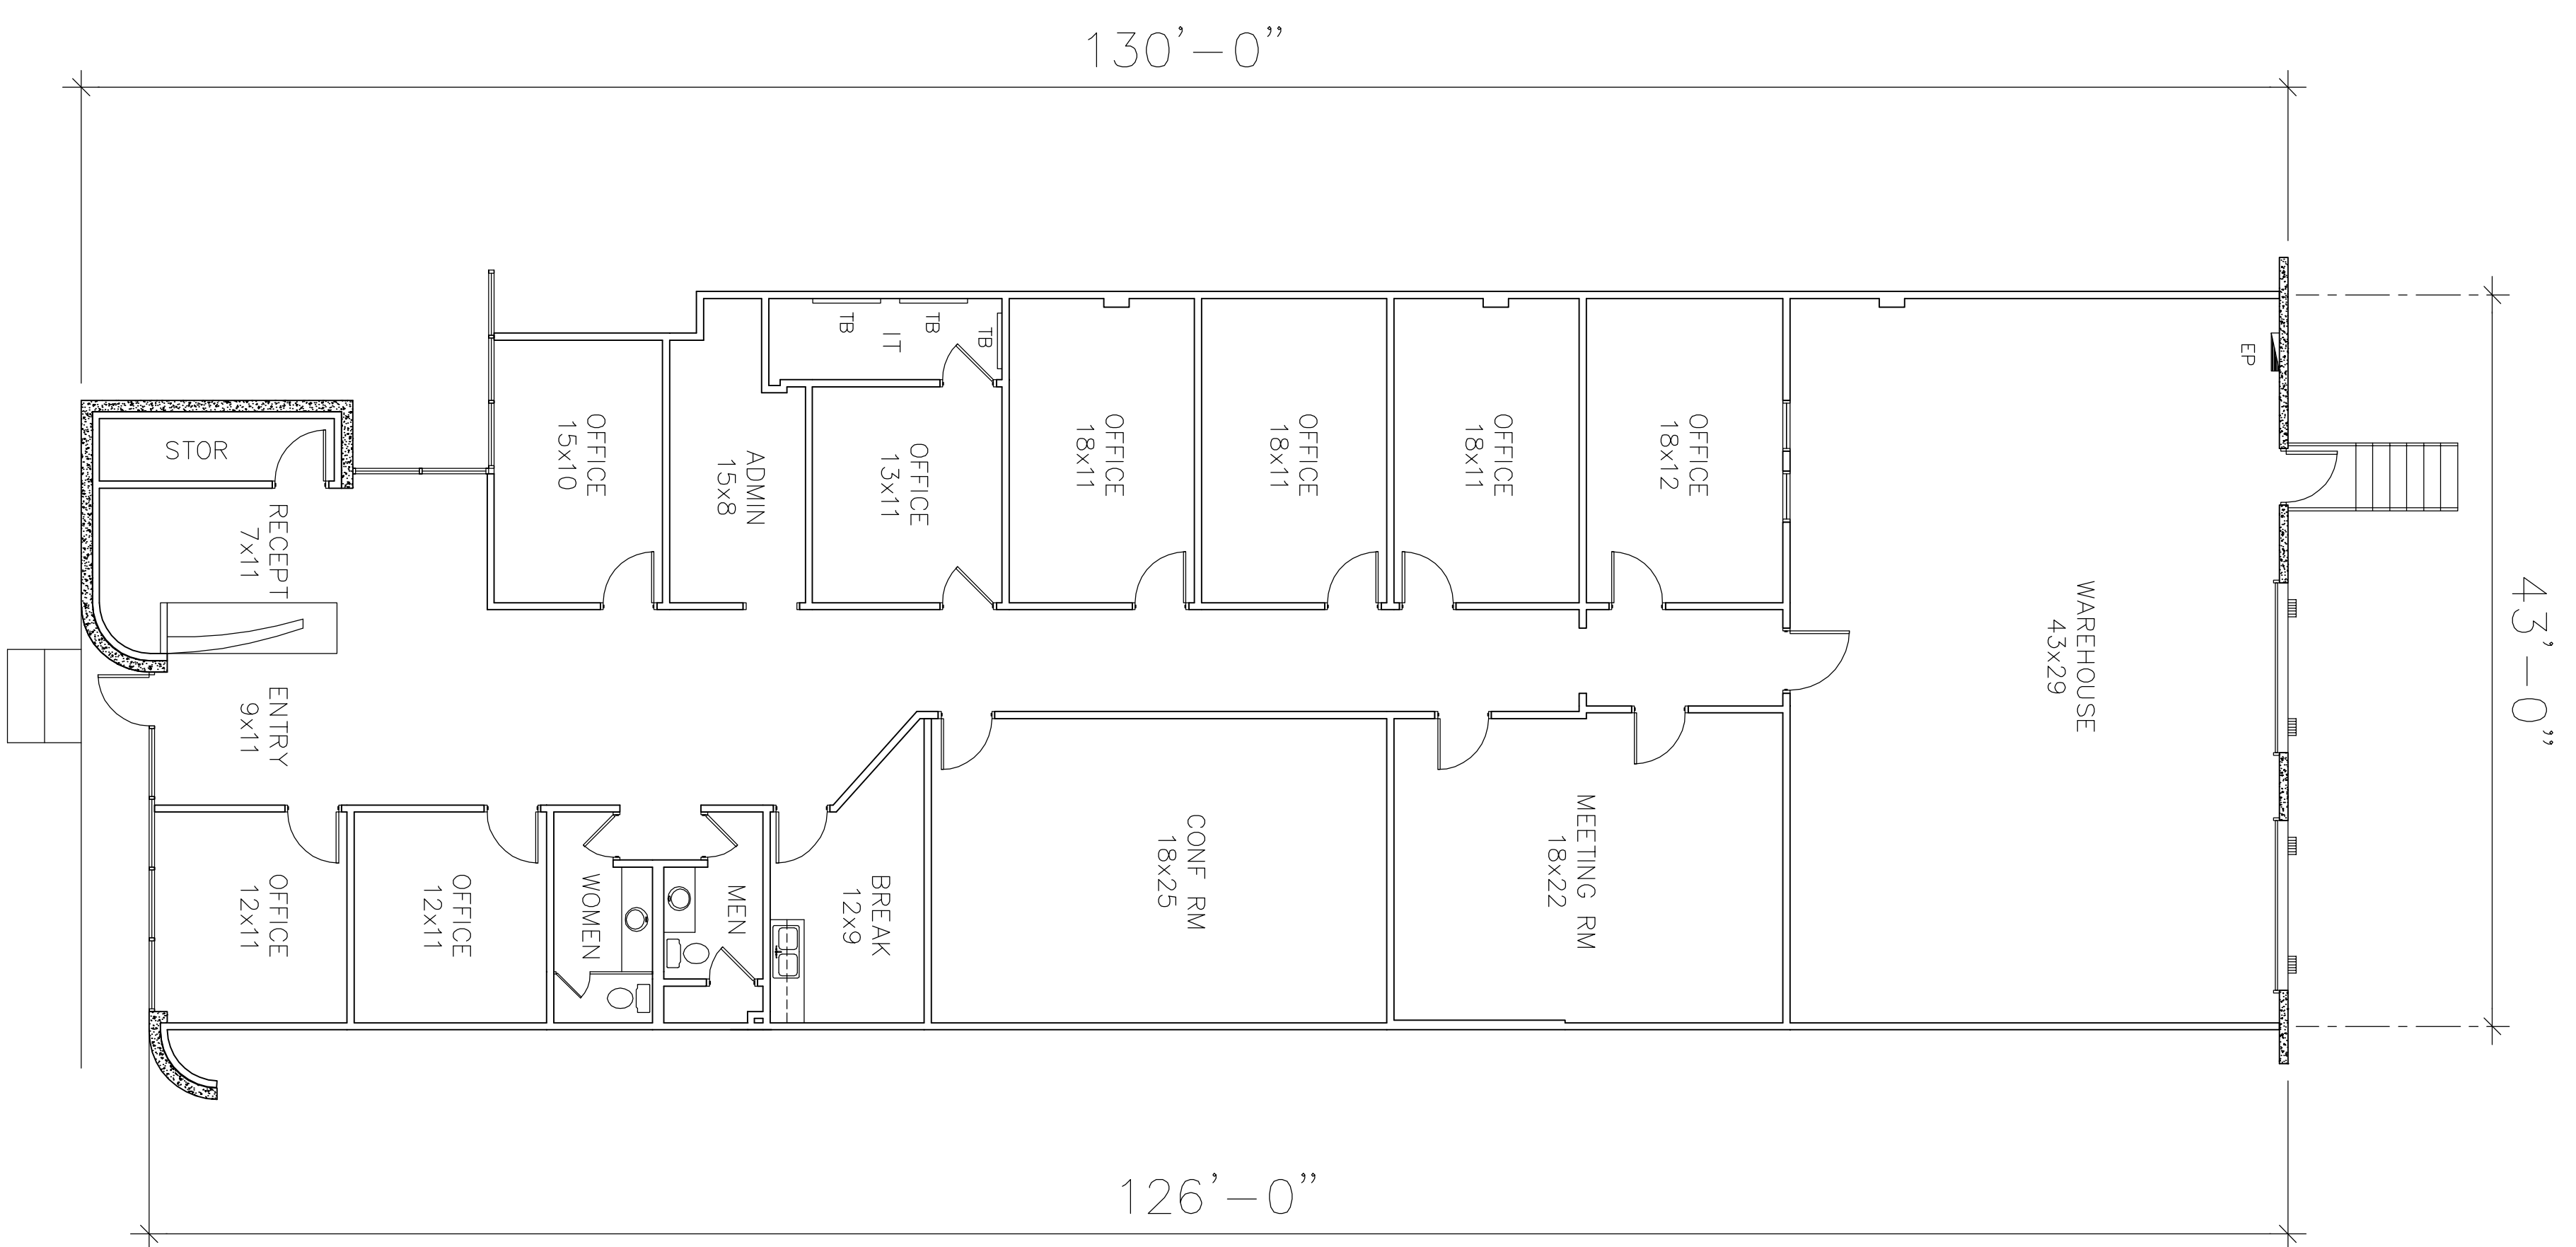 130'-0"
TB
TB
TB
IT
EP
OFFICE
15x10
ADMIN
15x8
OFFICE
13x11
OFFICE
18x11
OFFICE
18x11
OFFICE
18x11
OFFICE
18x12
STOR
RECEPT
7x11
WAREHOUSE
43x29
43'-0"
ENTRY
9x11
OFFICE
12x11
OFFICE
12x11
WOMEN
MEN
BREAK
12x9
CONF RM
18x25
MEETING RM
18x22
126'-0"